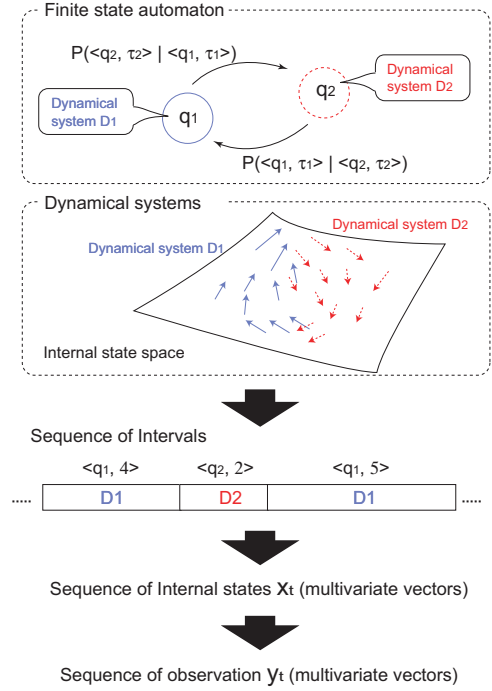 Finite state automaton
P(<q2, τ2> | <q1, τ1>)
Dynamical
system D1
q1
q2
Dynamical
system D2
P(<q1, τ1> | <q2, τ2>)
Dynamical systems
Dynamical system D2
Dynamical system D1
Internal state space
Sequence of Intervals
<q1, 4> <q2, 2> <q1, 5>
..... D1 D2 D1 .....
Sequence of Internal states xt (multivariate vectors)
Sequence of observation yt (multivariate vectors)